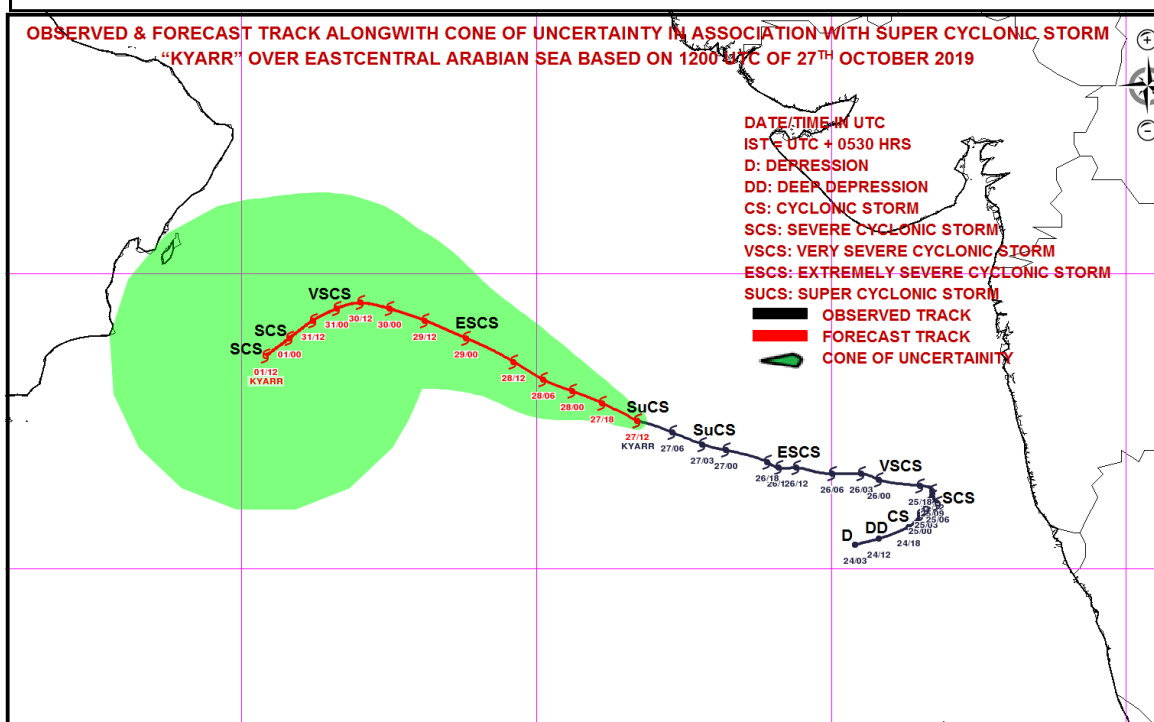 OBSERVED & FORECAST TRACK ALONGWITH CONE OF UNCERTAINTY IN ASSOCIATION WITH SUPER CYCLONIC STORM
“KYARR” OVER EASTCENTRAL ARABIAN SEA BASED ON 1200 UTC OF 27TH OCTOBER 2019
DATE/TIME IN UTC
IST = UTC + 0530 HRS
D: DEPRESSION
DD: DEEP DEPRESSION
CS: CYCLONIC STORM
SCS: SEVERE CYCLONIC STORM
VSCS: VERY SEVERE CYCLONIC STORM
ESCS: EXTREMELY SEVERE CYCLONIC STORM
SUCS: SUPER CYCLONIC STORM
OBSERVED TRACK
FORECAST TRACK
CONE OF UNCERTAINITY
VSCS
31/00
30/12
30/00
31/12
29/12
ESCS
29/00
SCS
01/00
SCS
01/12
KYARR
28/12
28/06
28/00
27/18
SuCS
27/12
KYARR
27/06
SuCS
27/03
27/00
ESCS
26/18
26/12
26/06
26/03
VSCS
26/00
25/18
SCS
25/09
25/06
25/03
CS
25/00
24/18
DD
24/12
D
24/03